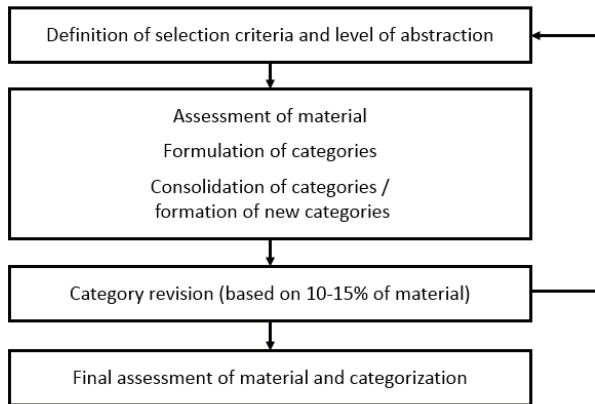 Definition of selection criteria and level of abstraction
Assessment of material
Formulation of categories
Consolidation of categories /
formation of new categories
Category revision (based on 10-15% of material)
Final assessment of material and categorization